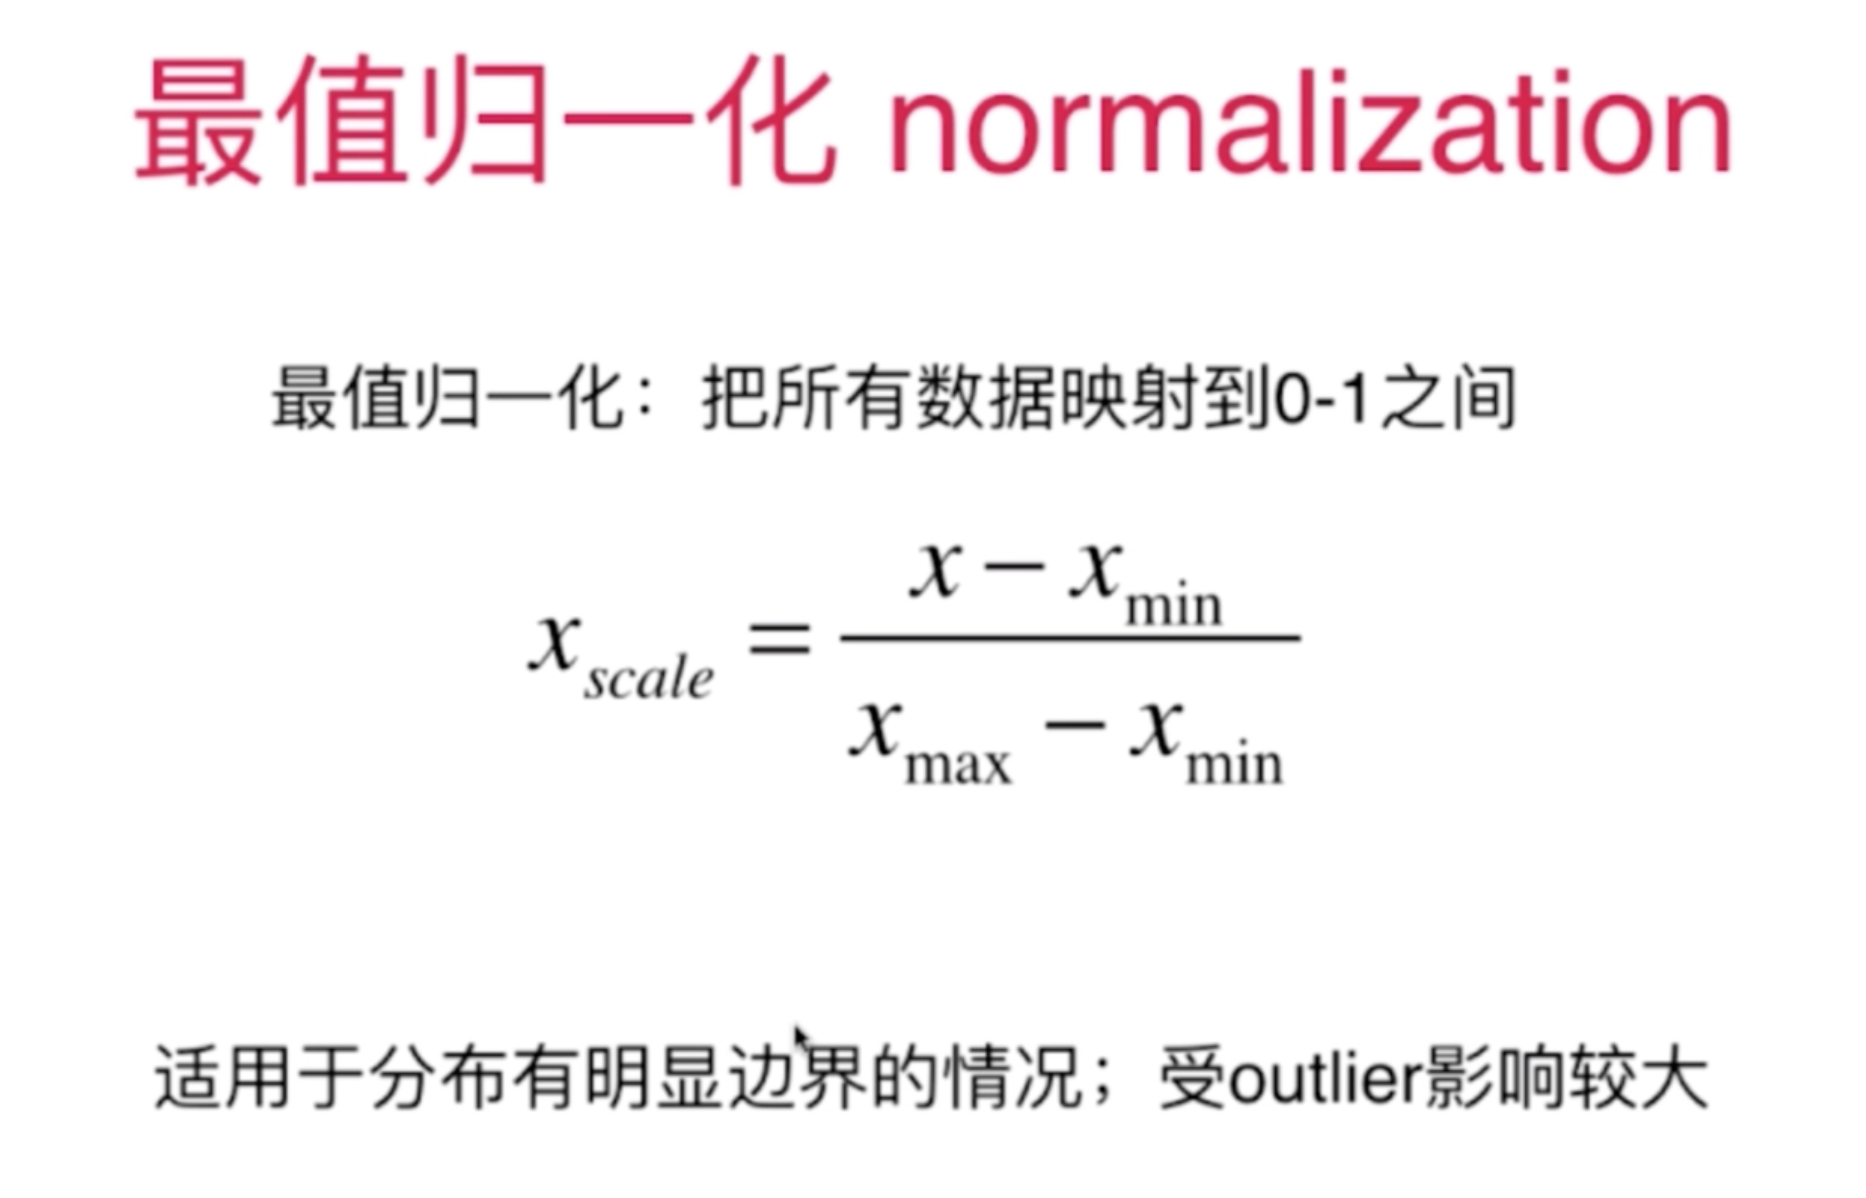 最值归一化 normalization
最值归一化：把所有数据映射到0-1之间
x_scale = (x − x_min) / (x_max − x_min)
适用于分布有明显边界的情况；受outlier影响较大